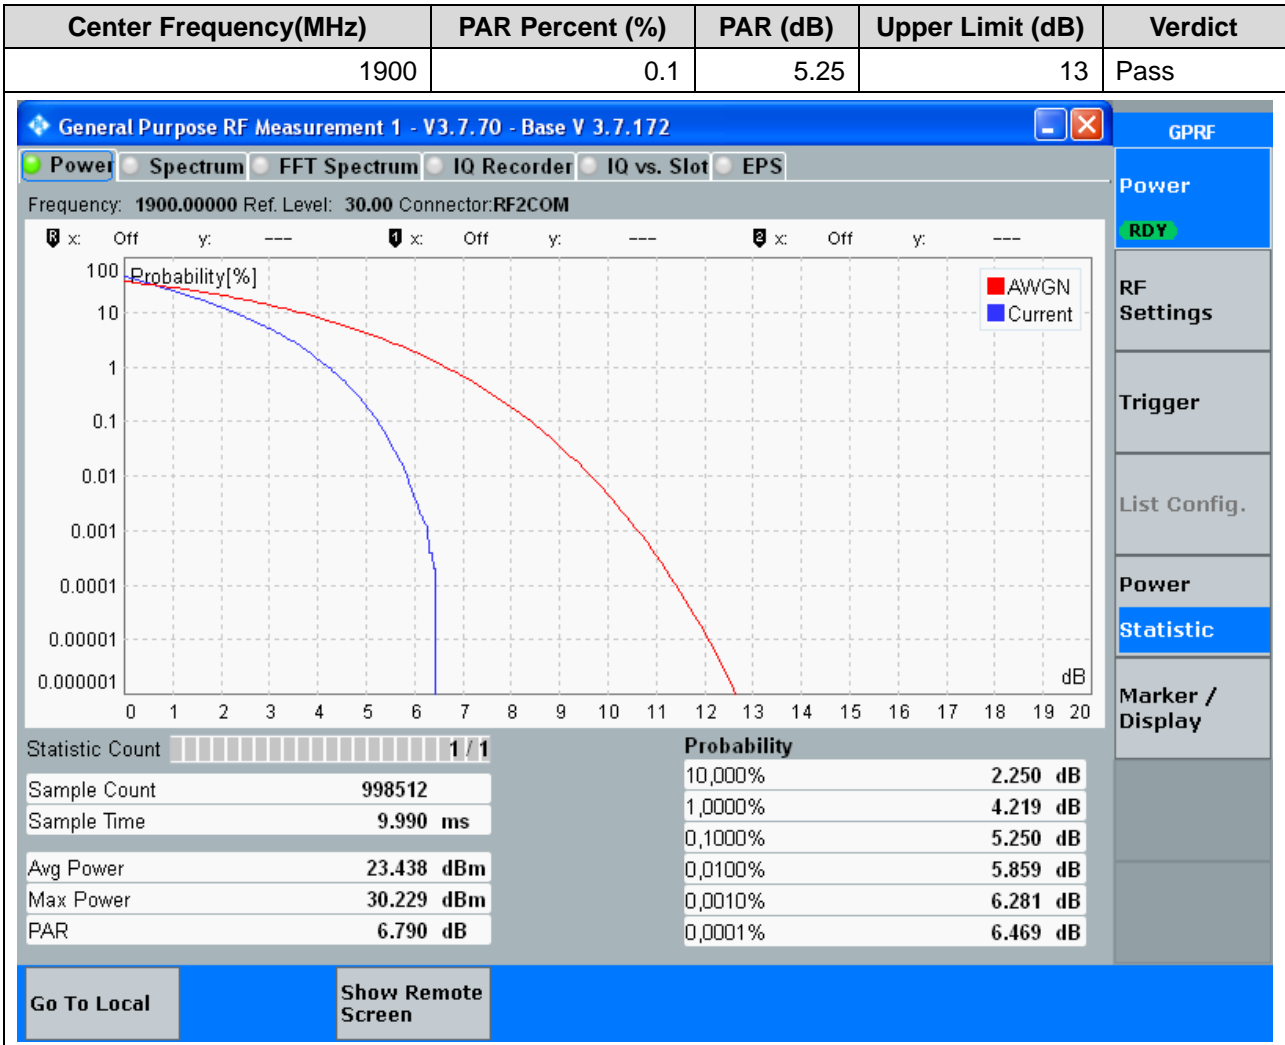 Center Frequency(MHz) PAR Percent (%) PAR (dB) Upper Limit (dB) Verdict
1900 0.1 5.25 13 Pass
General Purpose RF Measurement 1 - V3.7.70 - Base V 3.7.172
GPRF
Power Spectrum FFT Spectrum IQ Recorder IQ vs. Slot EPS
Frequency: 1900.00000 Ref. Level: 30.00 Connector:RF2COM
R x: Off y: --- 1 x: Off y: --- 2 x: Off y: ---
Probability[%]
AWGN
Current
100
10
1
0.1
0.01
0.001
0.0001
0.00001
0.000001
dB
0 1 2 3 4 5 6 7 8 9 10 11 12 13 14 15 16 17 18 19 20
Power
RDY
RF
Settings
Trigger
List Config.
Power
Statistic
Marker /
Display
Statistic Count 1 / 1
Sample Count 998512
Sample Time 9.990 ms
Avg Power 23.438 dBm
Max Power 30.229 dBm
PAR 6.790 dB
Probability
10,000% 2.250 dB
1,0000% 4.219 dB
0,1000% 5.250 dB
0,0100% 5.859 dB
0,0010% 6.281 dB
0,0001% 6.469 dB
Go To Local
Show Remote
Screen